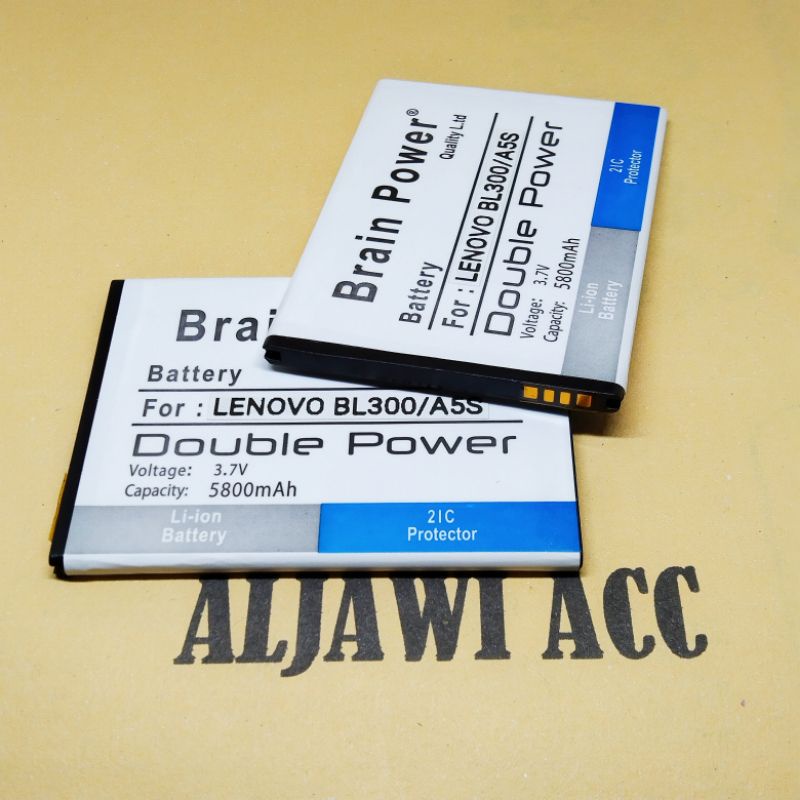 Brain Power®
Quality L.td
Battery
For : LENOVO BL300/A5S
Double Power
Voltage: 3.7V
Capacity: 5800mAh
Li-ion
Battery
2IC
Protector
Brai
Battery
For : LENOVO BL300/A5S
Double Power
Voltage: 3.7V
Capacity: 5800mAh
Li-ion
Battery
2IC
Protector
ALJAWI ACC